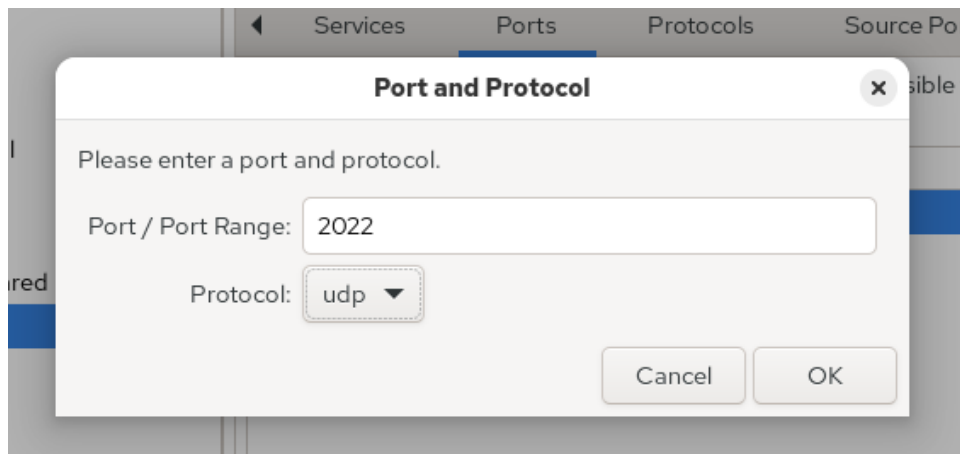 Services Ports Protocols Source Po
Port and Protocol
sible
Please enter a port and protocol.
Port / Port Range: 2022
ared
Protocol: udp
Cancel OK